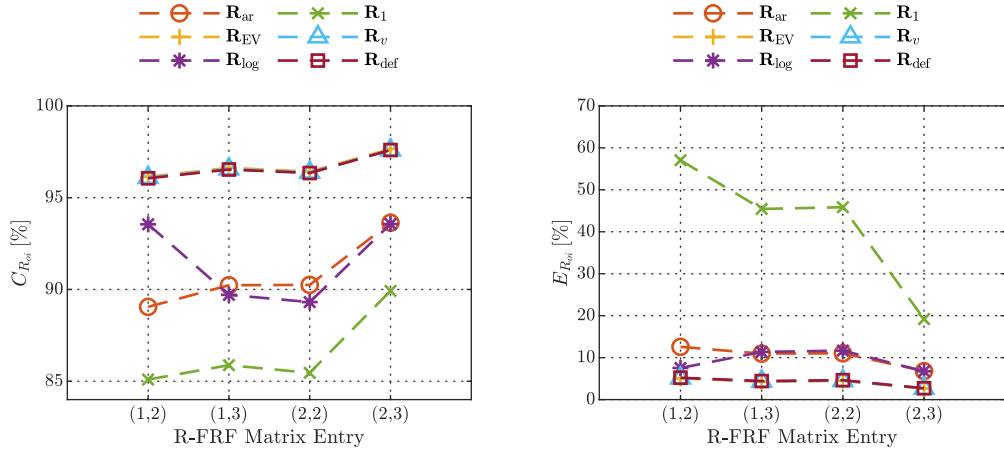 R_ar R_1
R_EV R_v
R_log R_def
100
95
90
85
C_{R_{oi}} [%]
(1,2) (1,3) (2,2) (2,3)
R-FRF Matrix Entry
R_ar R_1
R_EV R_v
R_log R_def
70
60
50
40
30
20
10
0
E_{R_{oi}} [%]
(1,2) (1,3) (2,2) (2,3)
R-FRF Matrix Entry